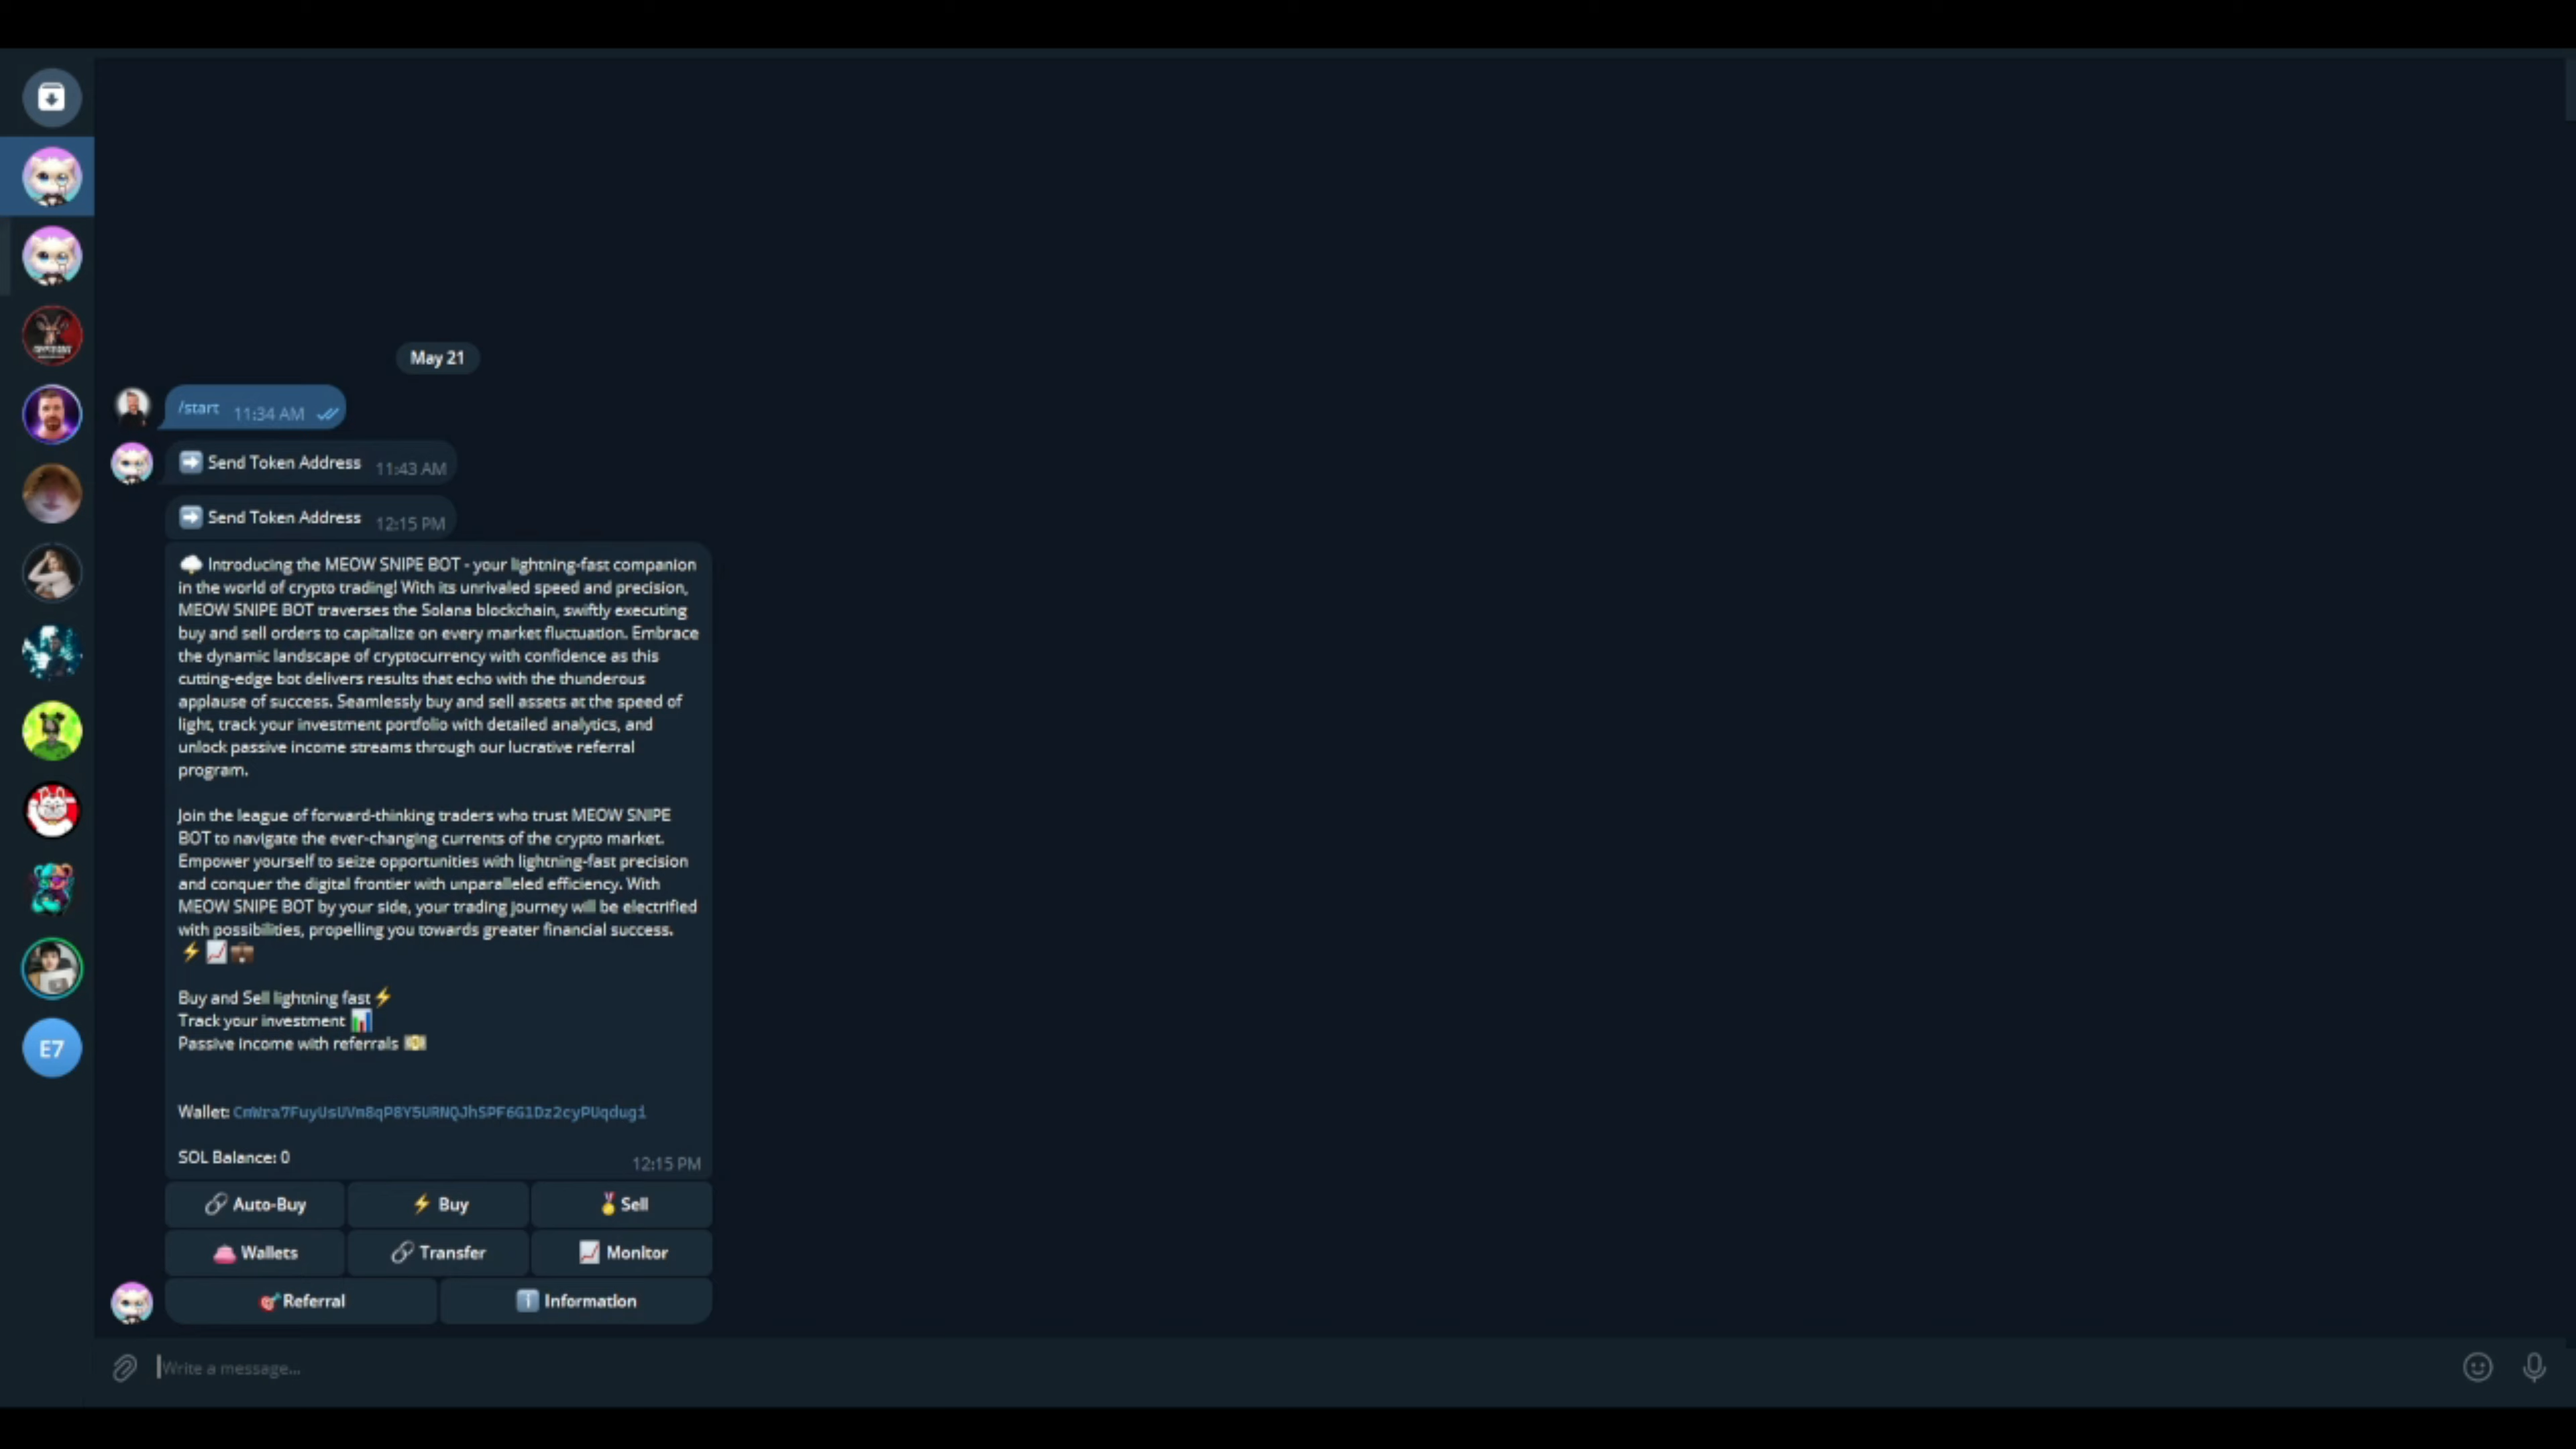 May 21
/start 11:34 AM
Send Token Address 11:43 AM
Send Token Address 12:15 PM
Introducing the MEOW SNIPE BOT - your lightning-fast companion
in the world of crypto trading! With its unrivaled speed and precision,
MEOW SNIPE BOT traverses the Solana blockchain, swiftly executing
buy and sell orders to capitalize on every market fluctuation. Embrace
the dynamic landscape of cryptocurrency with confidence as this
cutting-edge bot delivers results that echo with the thunderous
applause of success. Seamlessly buy and sell assets at the speed of
light, track your investment portfolio with detailed analytics, and
unlock passive income streams through our lucrative referral
program.
Join the league of forward-thinking traders who trust MEOW SNIPE
BOT to navigate the ever-changing currents of the crypto market.
Empower yourself to seize opportunities with lightning-fast precision
and conquer the digital frontier with unparalleled efficiency. With
MEOW SNIPE BOT by your side, your trading journey will be electrified
with possibilities, propelling you towards greater financial success.
⚡📈💼
Buy and Sell lightning fast⚡
Track your investment 📊
Passive income with referrals 💴
Wallet:
SOL Balance: 0
12:15 PM
Auto-Buy
Buy
Sell
Wallets
Transfer
Monitor
Referral
Information
E7
Write a message...